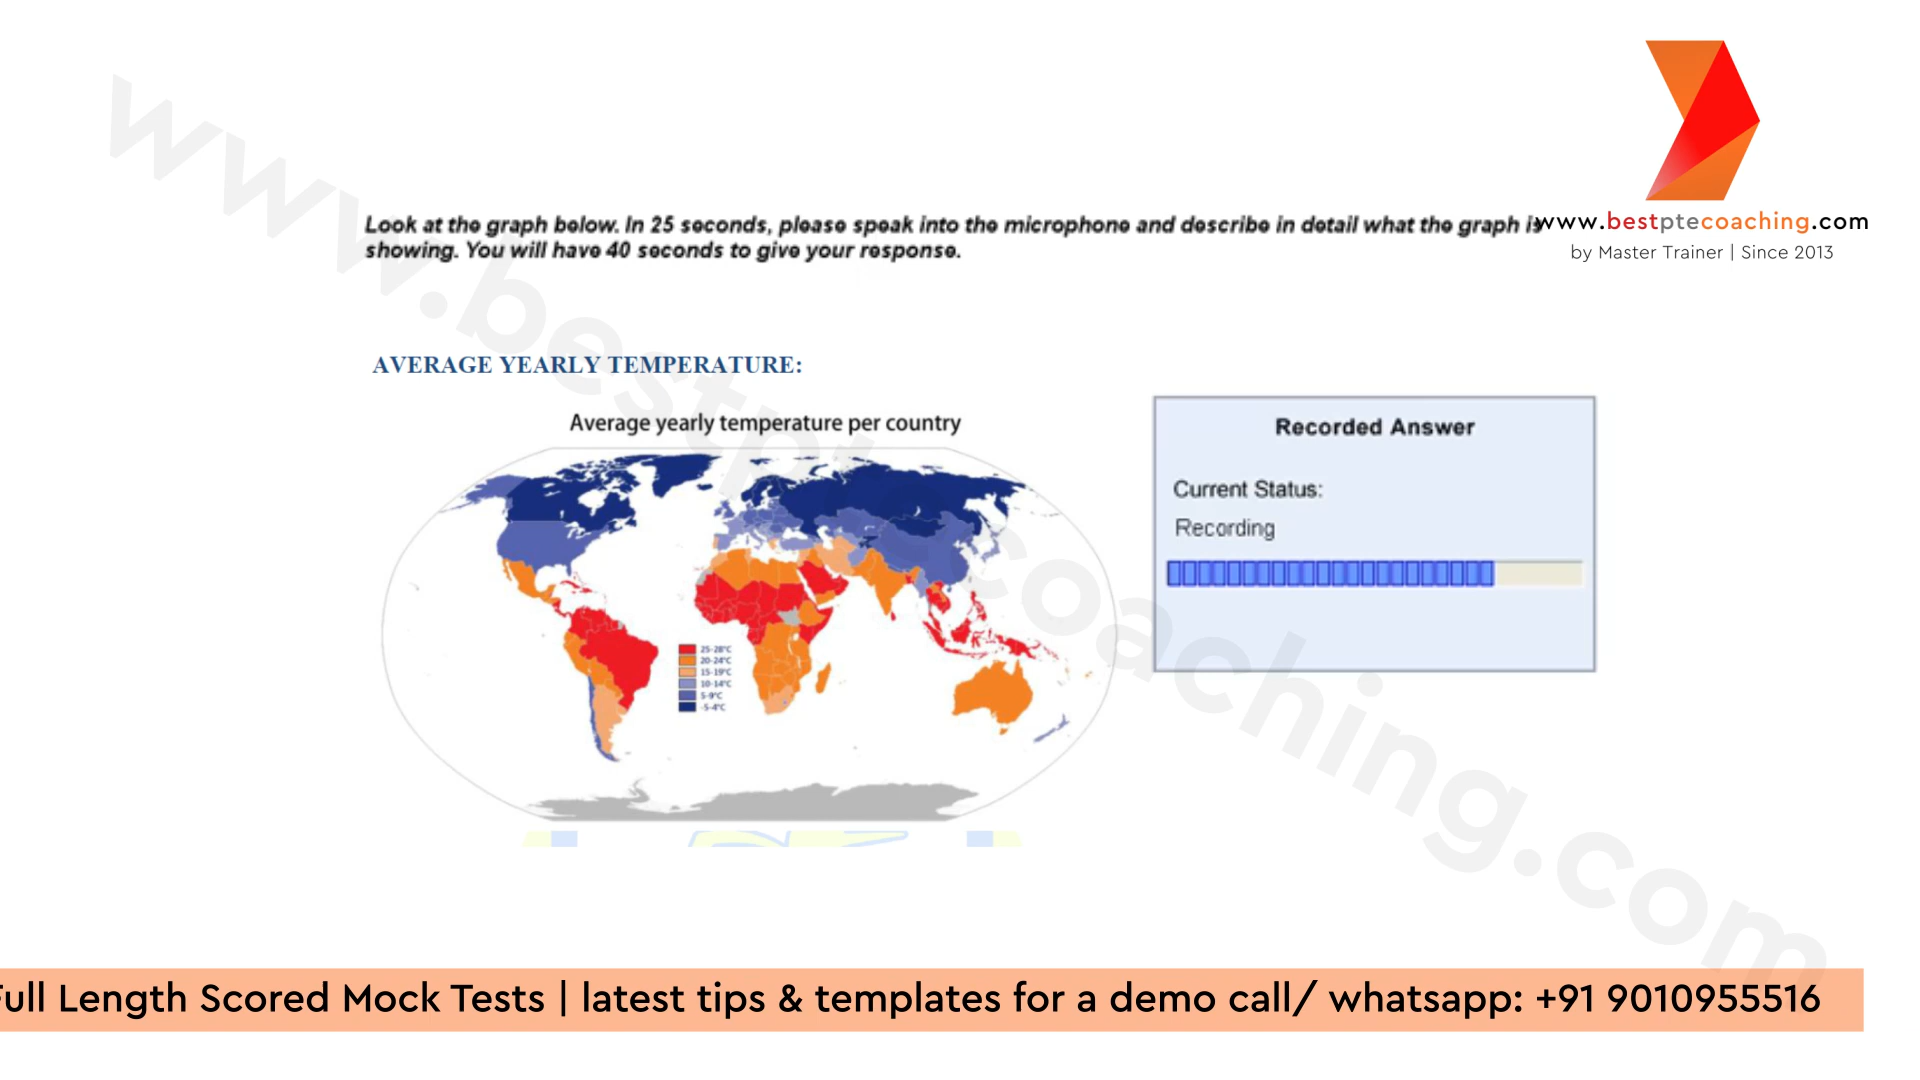 www.bestptecoaching.com
Look at the graph below. In 25 seconds, please speak into the microphone and describe in detail what the graph is
showing. You will have 40 seconds to give your response.
www.bestptecoaching.com
by Master Trainer | Since 2013
AVERAGE YEARLY TEMPERATURE:
Average yearly temperature per country
25-28°C
20-24°C
15-19°C
10-14°C
5-9°C
-5-4°C
Recorded Answer
Current Status:
Recording
Full Length Scored Mock Tests | latest tips & templates for a demo call/ whatsapp: +91 9010955516